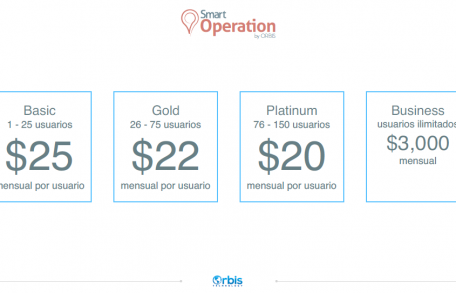 Smart
Operation
by ORBIS
Basic
1 - 25 usuarios
$25
mensual por usuario
Gold
26 - 75 usuarios
$22
mensual por usuario
Platinum
76 - 150 usuarios
$20
mensual por usuario
Business
usuarios ilimitados
$3,000
mensual
Orbis